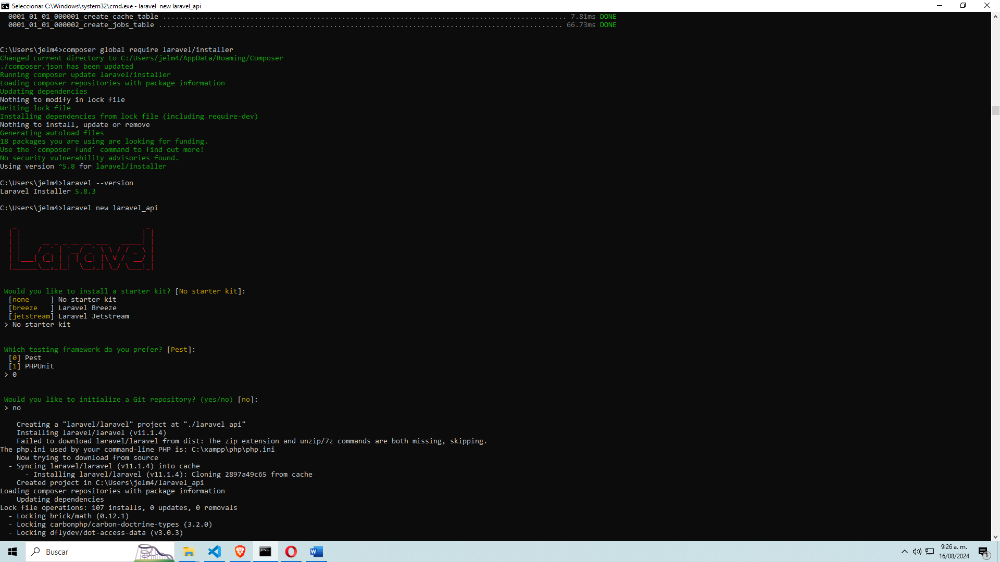 Seleccionar C:\Windows\system32\cmd.exe - laravel  new laravel_api
  0001_01_01_000001_create_cache_table ................................................................................................. 7.81ms DONE
  0001_01_01_000002_create_jobs_table ................................................................................................. 66.73ms DONE
C:\Users\jelm4>composer global require laravel/installer
Changed current directory to C:/Users/jelm4/AppData/Roaming/Composer
./composer.json has been updated
Running composer update laravel/installer
Loading composer repositories with package information
Updating dependencies
Nothing to modify in lock file
Writing lock file
Installing dependencies from lock file (including require-dev)
Nothing to install, update or remove
Generating autoload files
18 packages you are using are looking for funding.
Use the `composer fund` command to find out more!
No security vulnerability advisories found.
Using version ^5.8 for laravel/installer
C:\Users\jelm4>laravel --version
Laravel Installer 5.8.3
C:\Users\jelm4>laravel new laravel_api
Laravel
 Would you like to install a starter kit? [No starter kit]:
  [none     ] No starter kit
  [breeze   ] Laravel Breeze
  [jetstream] Laravel Jetstream
 > No starter kit
 Which testing framework do you prefer? [Pest]:
  [0] Pest
  [1] PHPUnit
 > 0
 Would you like to initialize a Git repository? (yes/no) [no]:
 > no
    Creating a "laravel/laravel" project at "./laravel_api"
    Installing laravel/laravel (v11.1.4)
    Failed to download laravel/laravel from dist: The zip extension and unzip/7z commands are both missing, skipping.
The php.ini used by your command-line PHP is: C:\xampp\php\php.ini
    Now trying to download from source
  - Syncing laravel/laravel (v11.1.4) into cache
      - Installing laravel/laravel (v11.1.4): Cloning 2897a49c65 from cache
    Created project in C:\Users\jelm4/laravel_api
Loading composer repositories with package information
    Updating dependencies
Lock file operations: 107 installs, 0 updates, 0 removals
  - Locking brick/math (0.12.1)
  - Locking carbonphp/carbon-doctrine-types (3.2.0)
  - Locking dflydev/dot-access-data (v3.0.3)
Buscar
9:26 a. m.
16/08/2024
1